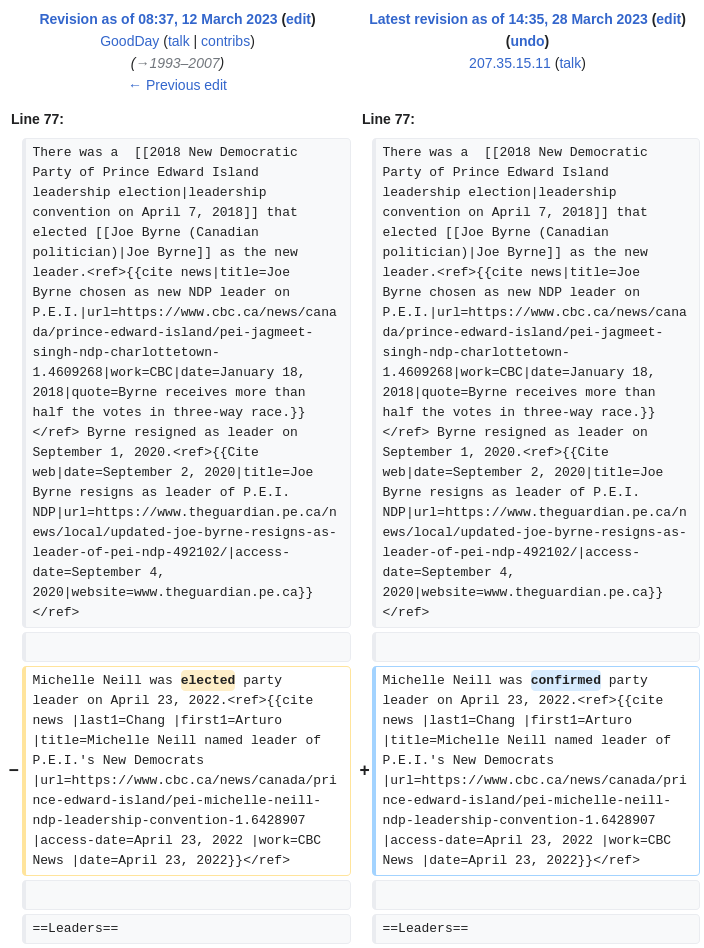 Revision as of 08:37, 12 March 2023 (edit)
GoodDay (talk | contribs)
(→1993–2007)
← Previous edit
Latest revision as of 14:35, 28 March 2023 (edit)
(undo)
207.35.15.11 (talk)
Line 77:
There was a  [[2018 New Democratic
Party of Prince Edward Island
leadership election|leadership
convention on April 7, 2018]] that
elected [[Joe Byrne (Canadian
politician)|Joe Byrne]] as the new
leader.<ref>{{cite news|title=Joe
Byrne chosen as new NDP leader on
P.E.I.|url=https://www.cbc.ca/news/cana
da/prince-edward-island/pei-jagmeet-
singh-ndp-charlottetown-
1.4609268|work=CBC|date=January 18,
2018|quote=Byrne receives more than
half the votes in three-way race.}}
</ref> Byrne resigned as leader on
September 1, 2020.<ref>{{Cite
web|date=September 2, 2020|title=Joe
Byrne resigns as leader of P.E.I.
NDP|url=https://www.theguardian.pe.ca/n
ews/local/updated-joe-byrne-resigns-as-
leader-of-pei-ndp-492102/|access-
date=September 4,
2020|website=www.theguardian.pe.ca}}
</ref>
Line 77:
There was a  [[2018 New Democratic
Party of Prince Edward Island
leadership election|leadership
convention on April 7, 2018]] that
elected [[Joe Byrne (Canadian
politician)|Joe Byrne]] as the new
leader.<ref>{{cite news|title=Joe
Byrne chosen as new NDP leader on
P.E.I.|url=https://www.cbc.ca/news/cana
da/prince-edward-island/pei-jagmeet-
singh-ndp-charlottetown-
1.4609268|work=CBC|date=January 18,
2018|quote=Byrne receives more than
half the votes in three-way race.}}
</ref> Byrne resigned as leader on
September 1, 2020.<ref>{{Cite
web|date=September 2, 2020|title=Joe
Byrne resigns as leader of P.E.I.
NDP|url=https://www.theguardian.pe.ca/n
ews/local/updated-joe-byrne-resigns-as-
leader-of-pei-ndp-492102/|access-
date=September 4,
2020|website=www.theguardian.pe.ca}}
</ref>
−
Michelle Neill was elected party
leader on April 23, 2022.<ref>{{cite
news |last1=Chang |first1=Arturo
|title=Michelle Neill named leader of
P.E.I.'s New Democrats
|url=https://www.cbc.ca/news/canada/pri
nce-edward-island/pei-michelle-neill-
ndp-leadership-convention-1.6428907
|access-date=April 23, 2022 |work=CBC
News |date=April 23, 2022}}</ref>
+
Michelle Neill was confirmed party
leader on April 23, 2022.<ref>{{cite
news |last1=Chang |first1=Arturo
|title=Michelle Neill named leader of
P.E.I.'s New Democrats
|url=https://www.cbc.ca/news/canada/pri
nce-edward-island/pei-michelle-neill-
ndp-leadership-convention-1.6428907
|access-date=April 23, 2022 |work=CBC
News |date=April 23, 2022}}</ref>
==Leaders==
==Leaders==